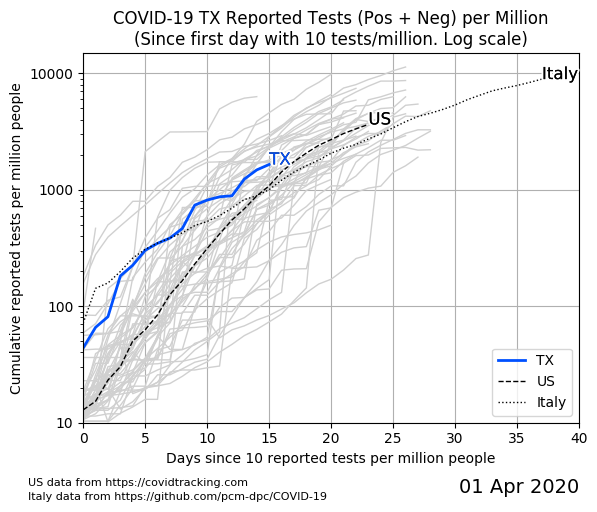 COVID-19 TX Reported Tests (Pos + Neg) per Million
(Since first day with 10 tests/million. Log scale)
Cumulative reported tests per million people
10000
1000
100
10
Italy
US
TX
TX
US
Italy
0 5 10 15 20 25 30 35 40
Days since 10 reported tests per million people
US data from https://covidtracking.com
Italy data from https://github.com/pcm-dpc/COVID-19
01 Apr 2020